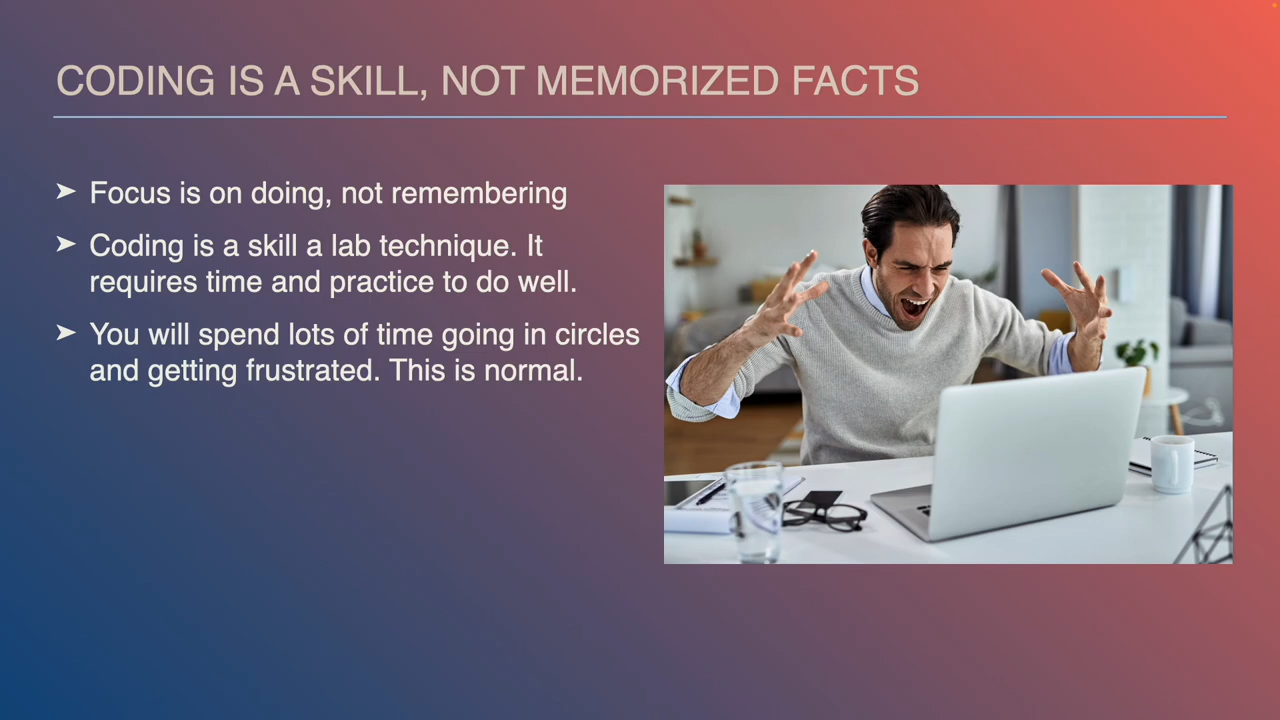 CODING IS A SKILL, NOT MEMORIZED FACTS
➤ Focus is on doing, not remembering
➤ Coding is a skill a lab technique. It
requires time and practice to do well.
➤ You will spend lots of time going in circles
and getting frustrated. This is normal.